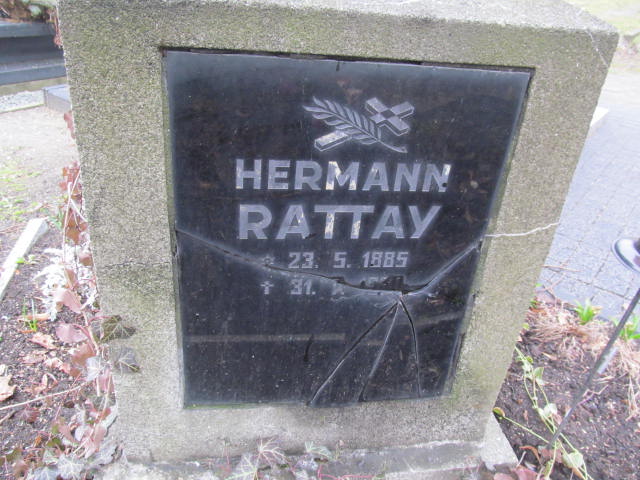 HERMANN
RATTAY
* 23. 5. 1885
† 31.